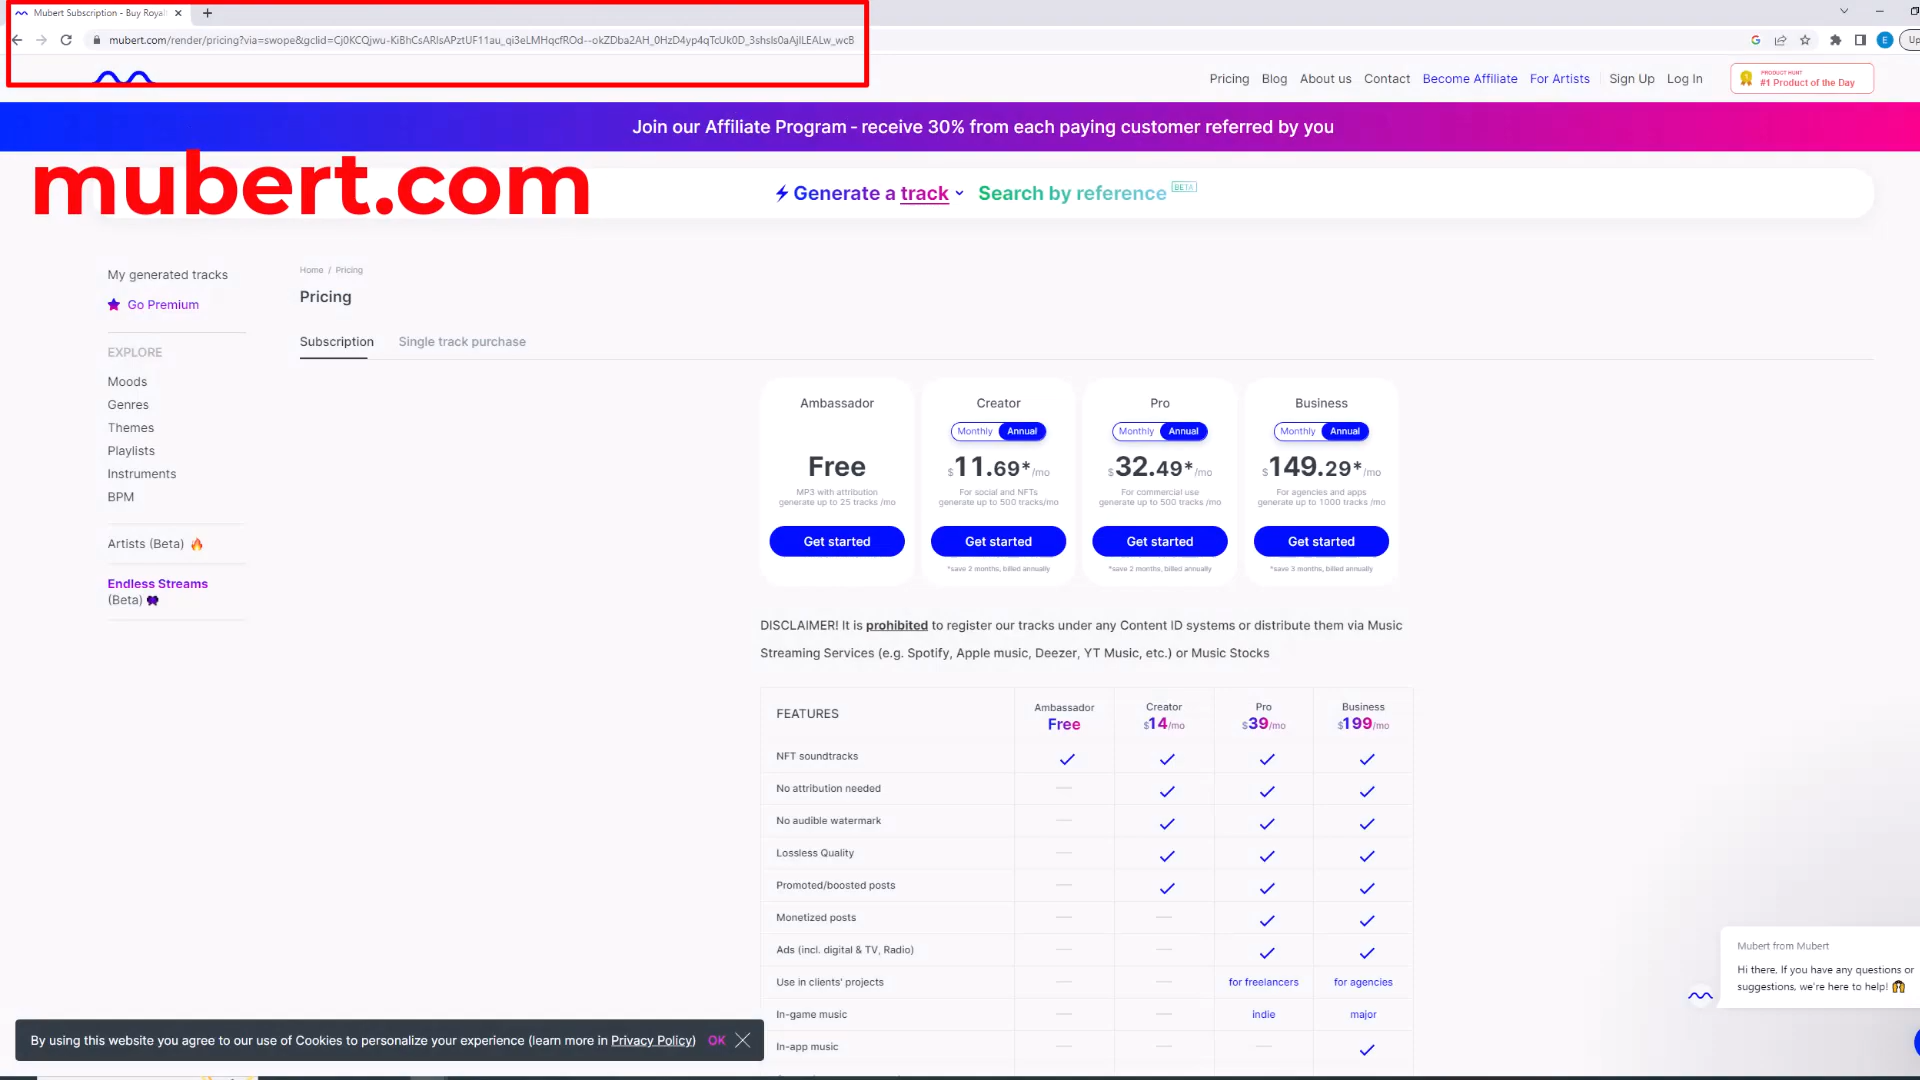 Mubert Subscription - Buy Royal
mubert.com/render/pricing?via=swope&gclid=Cj0KCQjwu-KiBhCsARIsAPztUF11au_qi3eLMHqcfROd--okZDba2AH_0HzD4yp4qTcUk0D_3shsIs0aAjlLEALw_wcB
E
Up
Pricing Blog About us Contact Become Affiliate For Artists Sign Up Log In
PRODUCT HUNT
#1 Product of the Day
Join our Affiliate Program - receive 30% from each paying customer referred by you
mubert.com
Generate a track Search by reference BETA
My generated tracks
Go Premium
EXPLORE
Moods
Genres
Themes
Playlists
Instruments
BPM
Artists (Beta)
Endless Streams
(Beta)
Home / Pricing
Pricing
Subscription Single track purchase
Ambassador
Free
MP3 with attribution
generate up to 25 tracks /mo
Get started
Creator
Monthly Annual
$11.69*/mo
For social and NFTs
generate up to 500 tracks/mo
Get started
*save 2 months, billed annually
Pro
Monthly Annual
$32.49*/mo
For commercial use
generate up to 500 tracks /mo
Get started
*save 2 months, billed annually
Business
Monthly Annual
$149.29*/mo
For agencies and apps
generate up to 1000 tracks /mo
Get started
*save 3 months, billed annually
DISCLAIMER! It is prohibited to register our tracks under any Content ID systems or distribute them via Music
Streaming Services (e.g. Spotify, Apple music, Deezer, YT Music, etc.) or Music Stocks
FEATURES
Ambassador
Free
Creator
$14/mo
Pro
$39/mo
Business
$199/mo
NFT soundtracks
No attribution needed
No audible watermark
Lossless Quality
Promoted/boosted posts
Monetized posts
Ads (incl. digital & TV, Radio)
Use in clients' projects for freelancers for agencies
In-game music indie major
In-app music
Mubert from Mubert
Hi there, If you have any questions or
suggestions, we're here to help!
By using this website you agree to our use of Cookies to personalize your experience (learn more in Privacy Policy) OK